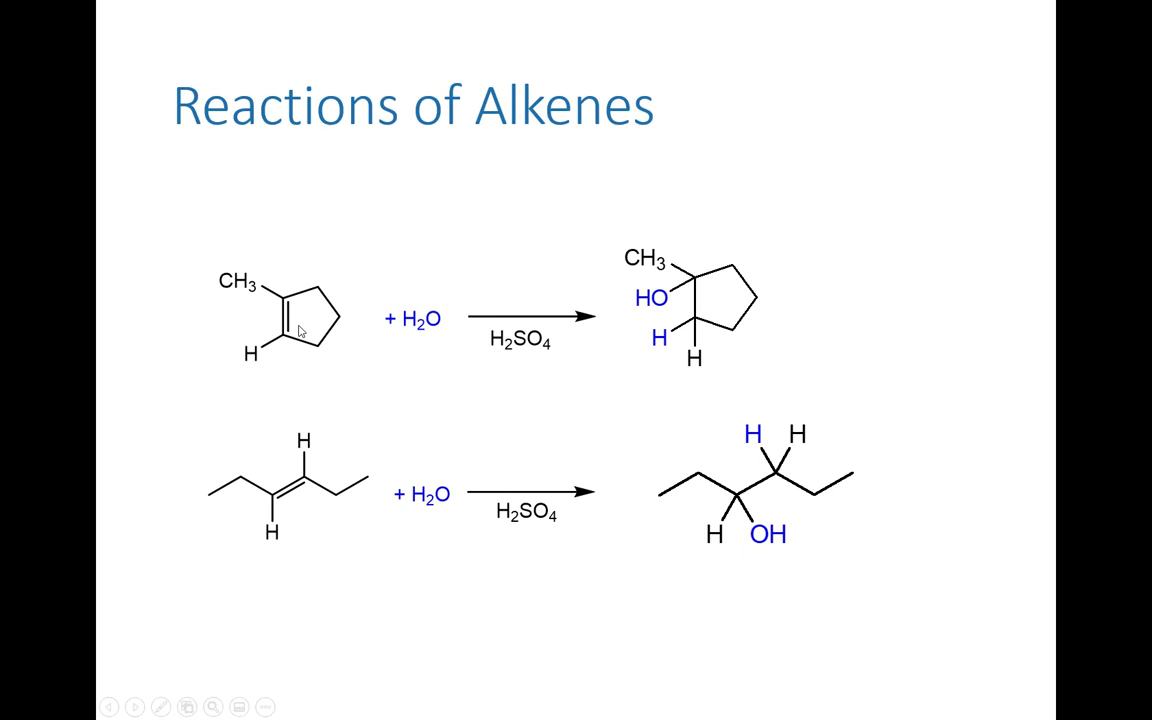 Reactions of Alkenes
CH₃
H
+ H₂O
H₂SO₄
CH₃
HO
H
H
H
H
+ H₂O
H₂SO₄
H H
H OH